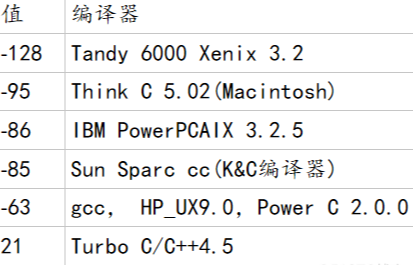 值 编译器
-128 Tandy 6000 Xenix 3.2
-95 Think C 5.02(Macintosh)
-86 IBM PowerPCAIX 3.2.5
-85 Sun Sparc cc(K&C编译器)
-63 gcc, HP_UX9.0, Power C 2.0.0
21 Turbo C/C++4.5